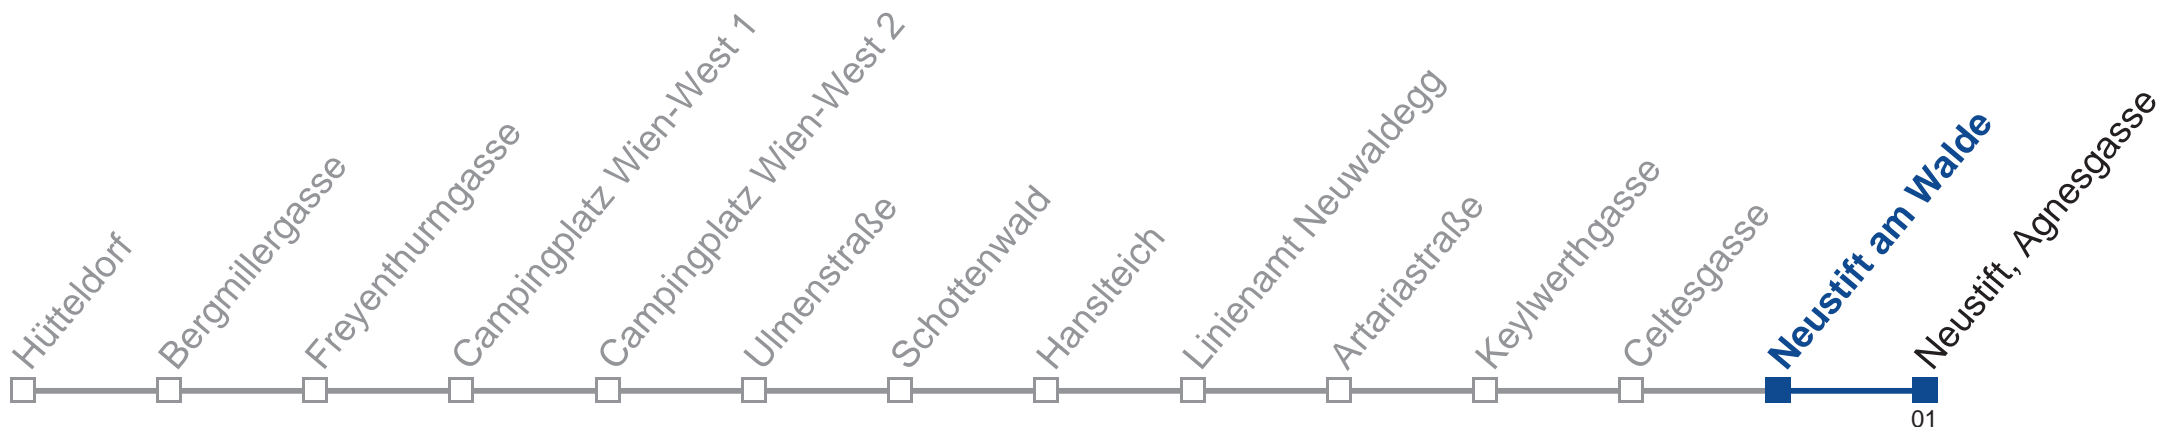 Hütteldorf
Bergmillergasse
Freyenthurmgasse
Campingplatz Wien-West 1
Campingplatz Wien-West 2
Ulmenstraße
Schottenwald
Hanslteich
Linienamt Neuwaldegg
Artariastraße
Keylwerthgasse
Celtesgasse
Neustift am Walde
Neustift, Agnesgasse
01